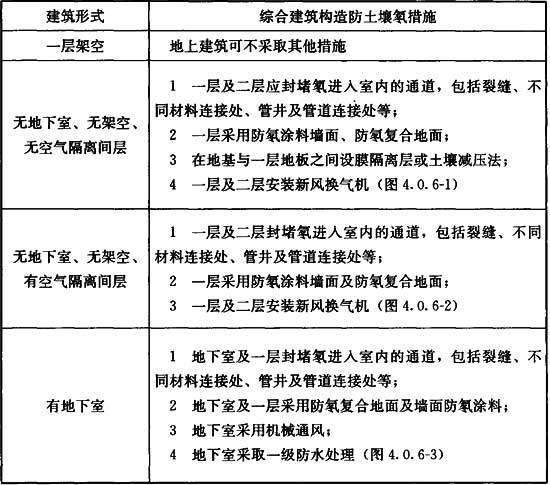 建筑形式
综合建筑构造防土壤氡措施
一层架空
地上建筑可不采取其他措施
无地下室、无架空、
无空气隔离间层
1 一层及二层应封堵氡进入室内的通道，包括裂缝、不
同材料连接处、管井及管道连接处等；
2 一层采用防氡涂料墙面、防氡复合地面；
3 在地基与一层地板之间设膜隔离层或土壤减压法；
4 一层及二层安装新风换气机（图 4.0.6-1）
无地下室、无架空、
有空气隔离间层
1 一层及二层封堵氡进入室内的通道，包括裂缝、不同
材料连接处、管井及管道连接处等；
2 一层采用防氡涂料墙面及防氡复合地面；
3 一层及二层安装新风换气机（图 4.0.6-2）
有地下室
1 地下室及一层封堵氡进入室内的通道，包括裂缝、不
同材料连接处、管井及管道连接处等；
2 地下室及一层采用防氡复合地面及墙面防氡涂料；
3 地下室采用机械通风；
4 地下室采取一级防水处理（图 4.0.6-3）